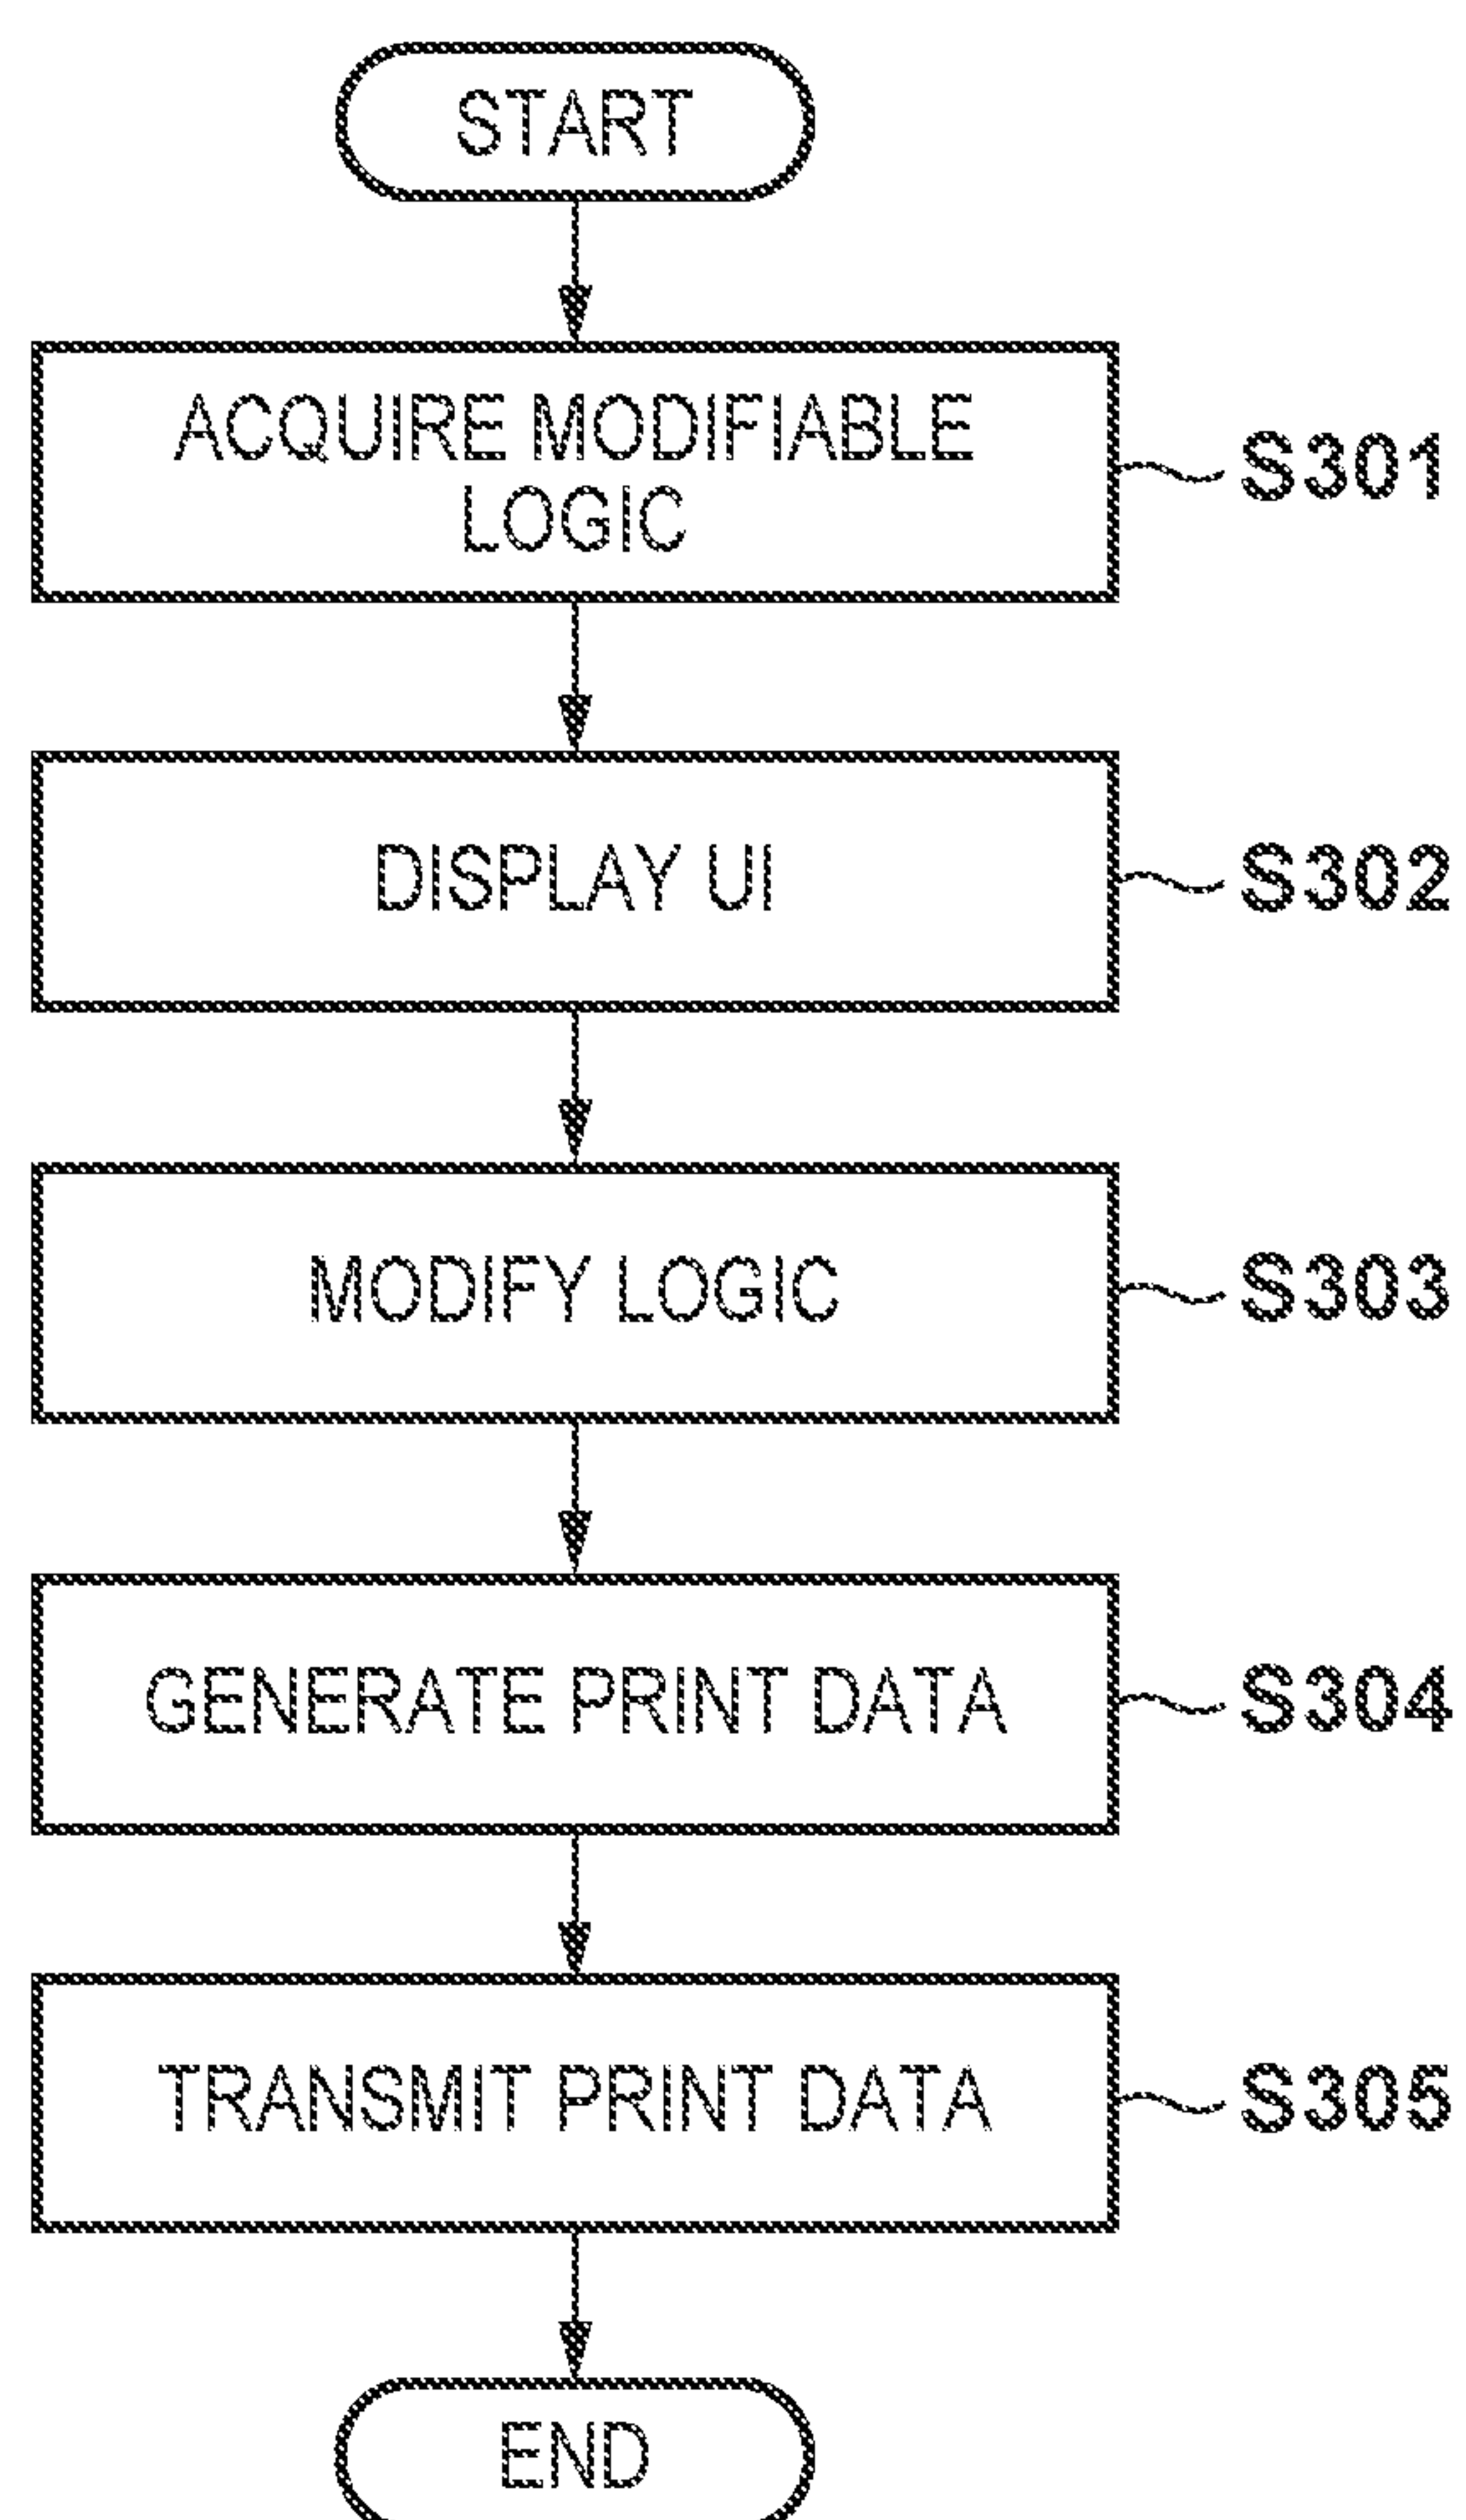 START
ACQUIRE MODIFIABLE
LOGIC
S301
DISPLAY UI
S302
MODIFY LOGIC
S303
GENERATE PRINT DATA
S304
TRANSMIT PRINT DATA
S305
END